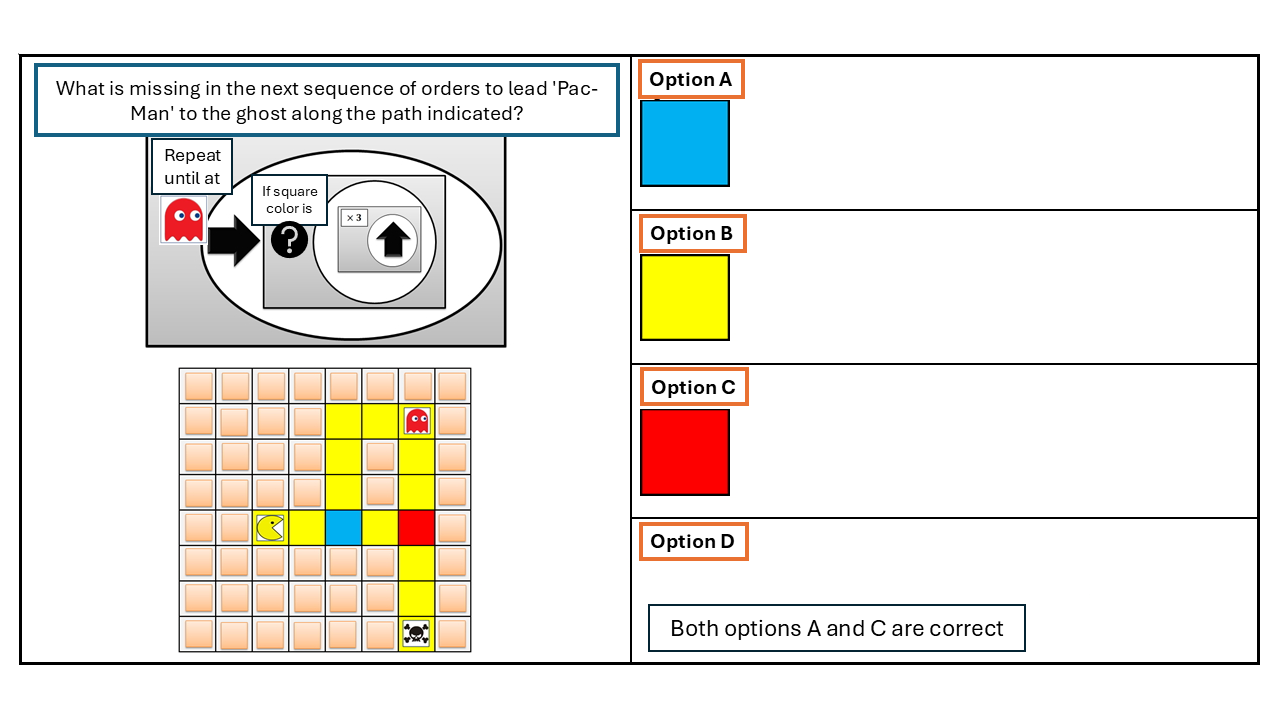 What is missing in the next sequence of orders to lead 'Pac-
Man' to the ghost along the path indicated?
Repeat
until at
If square
color is
?
× 3
Option A
Option B
Option C
Option D
Both options A and C are correct